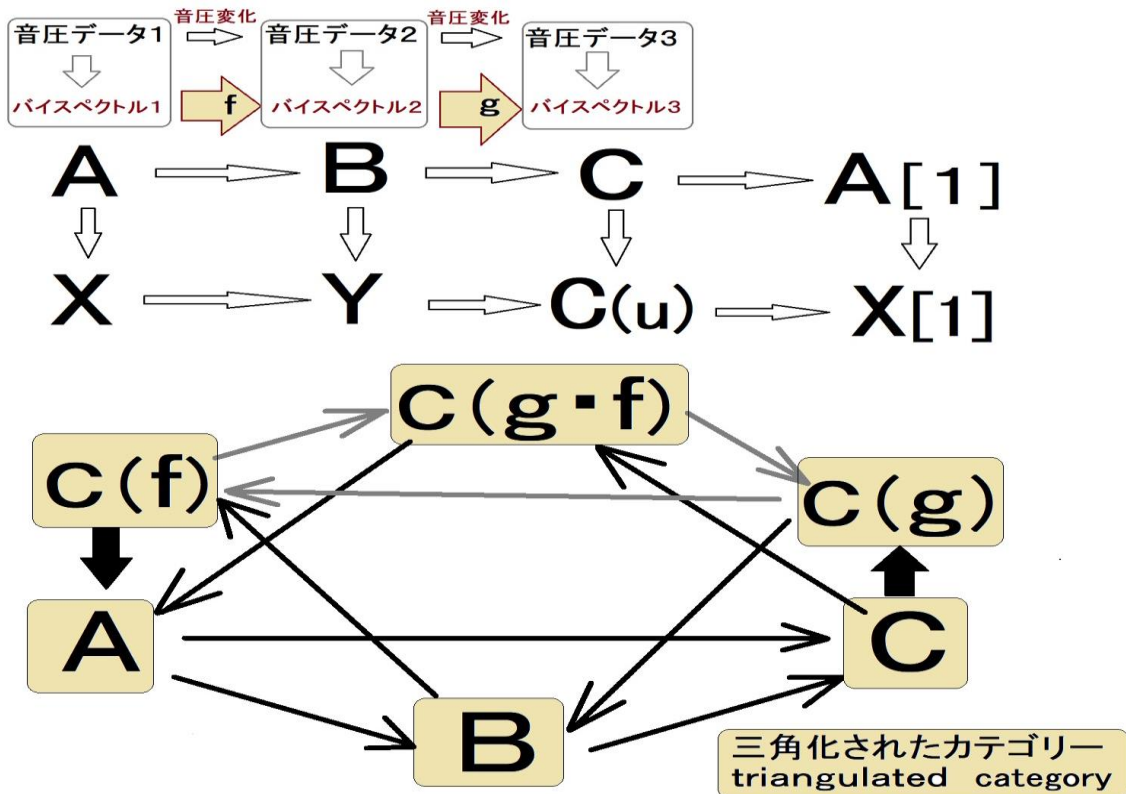 音圧変化 音圧変化
音圧データ1 音圧データ2 音圧データ3
バイスペクトル1 f バイスペクトル2 g バイスペクトル3
A B C A[1]
X Y C(u) X[1]
C(g▪f)
C(f) C(g)
A C
B
三角化されたカテゴリー
triangulated category